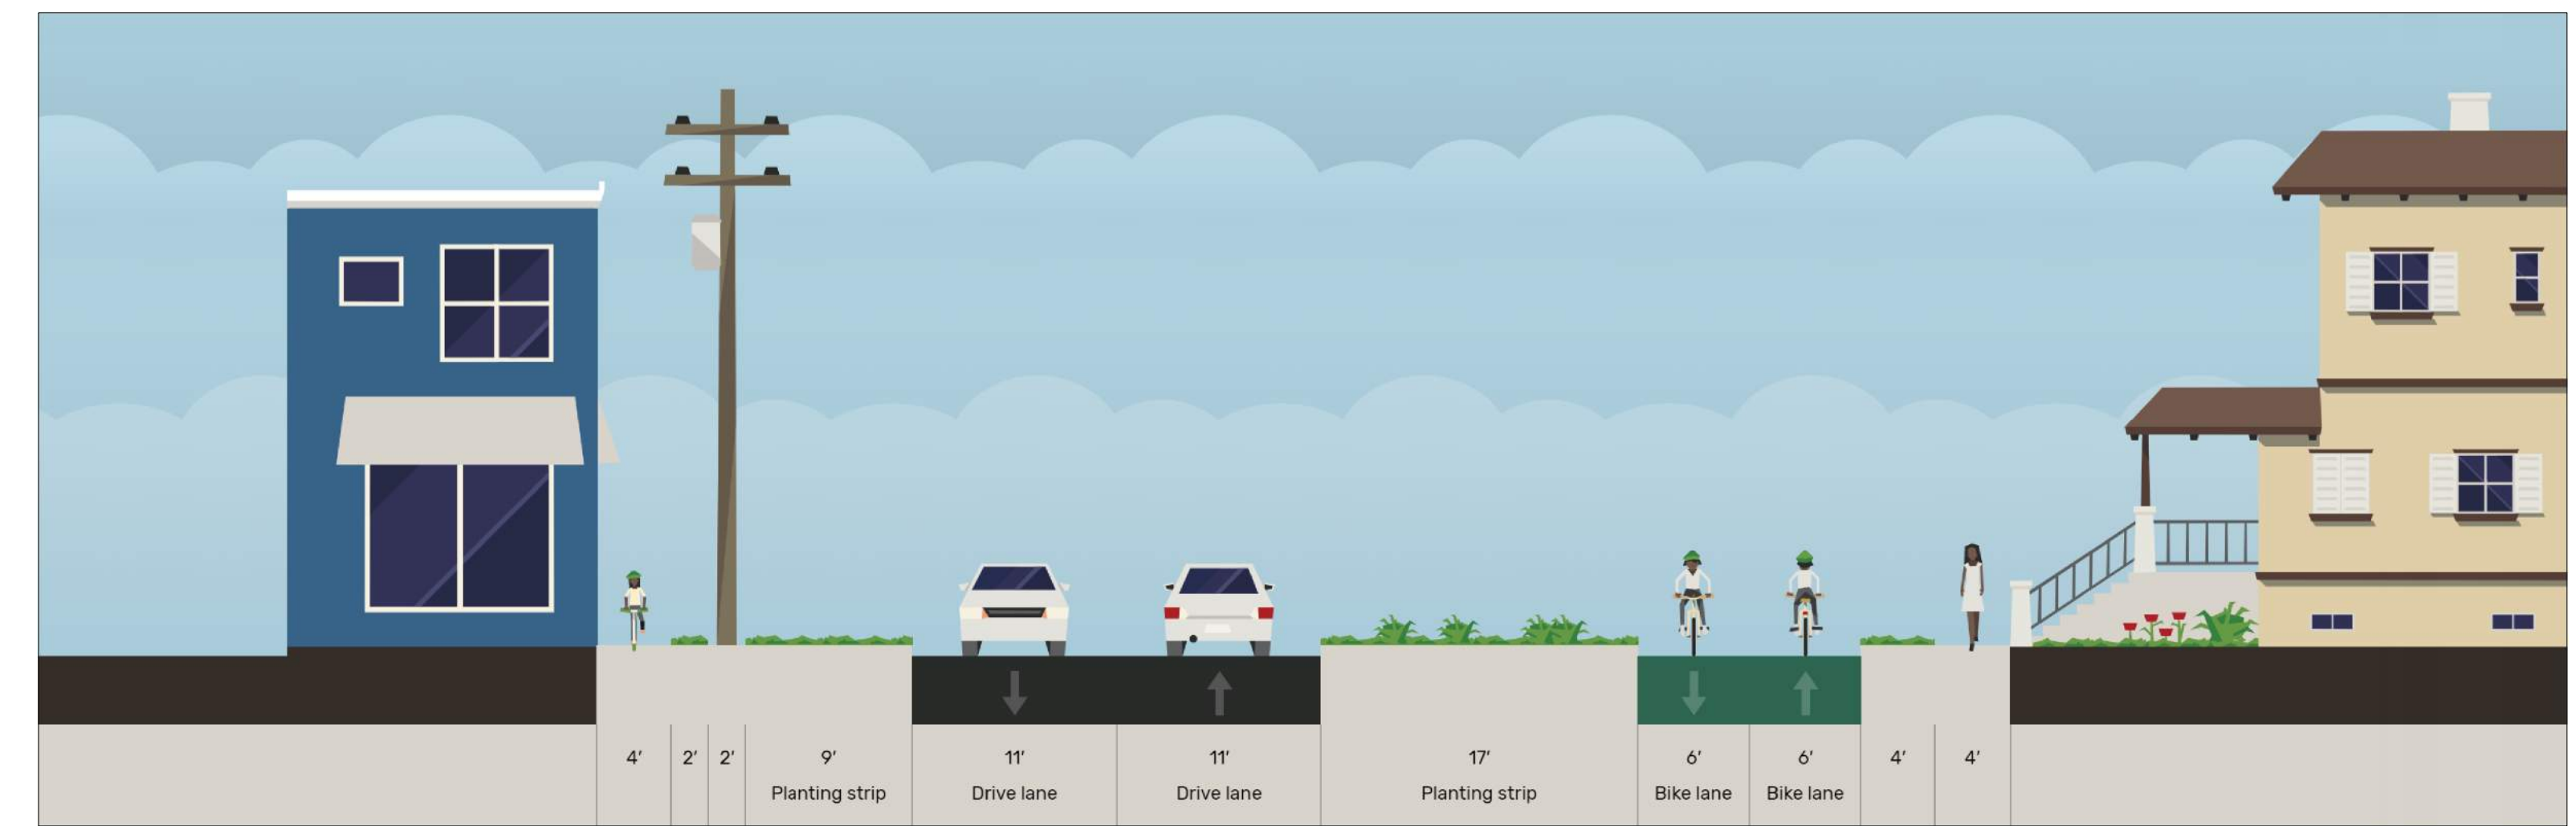 4′ 2′ 2′ 9′ 11′ 11′ 17′ 6′ 6′ 4′ 4′
Planting strip Drive lane Drive lane Planting strip Bike lane Bike lane